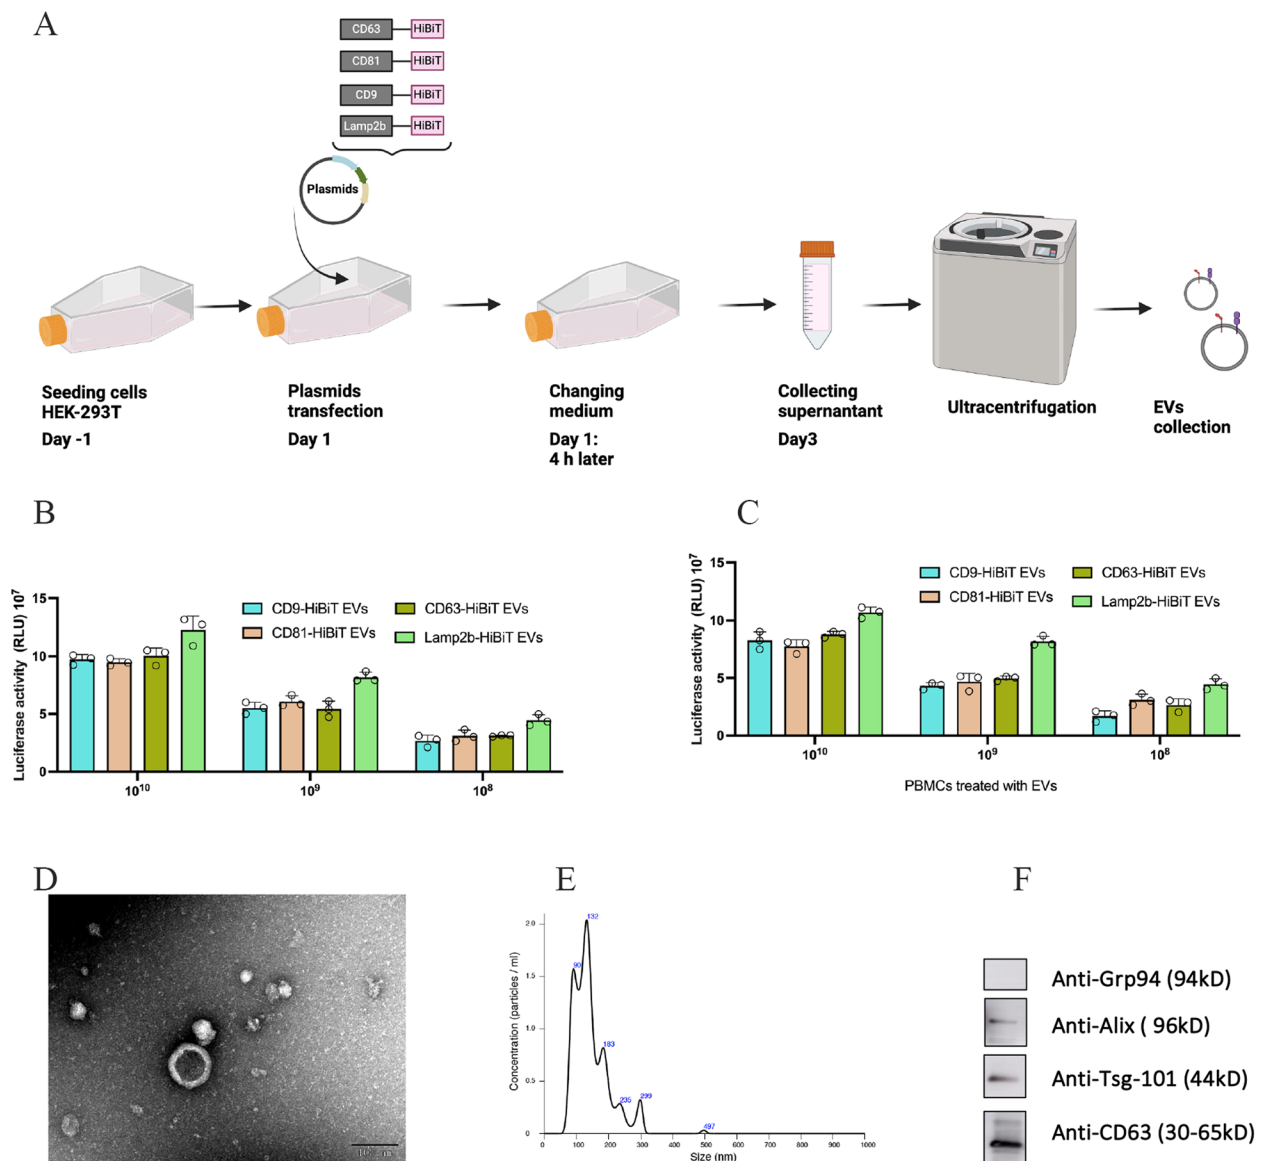 A
CD63 HiBiT
CD81 HiBiT
CD9 HiBiT
Lamp2b HiBiT
Plasmids
Seeding cells
HEK-293T
Day -1
Plasmids
transfection
Day 1
Changing
medium
Day 1:
4 h later
Collecting
supernantant
Day3
Ultracentrifugation
EVs
collection
B
Luciferase activity (RLU) 10⁷
15
10
5
0
CD9-HiBiT EVs
CD81-HiBiT EVs
CD63-HiBiT EVs
Lamp2b-HiBiT EVs
10¹⁰
10⁹
10⁸
C
Luciferase activity (RLU) 10⁷
15
10
5
0
CD9-HiBiT EVs
CD81-HiBiT EVs
CD63-HiBiT EVs
Lamp2b-HiBiT EVs
10¹⁰
10⁹
10⁸
PBMCs treated with EVs
D
E
Concentration (particles / ml)
2.0
1.5
1.0
0.5
0
90
132
183
235
299
497
0 100 200 300 400 500 600 700 800 900 1000
Size (nm)
F
Anti-Grp94 (94kD)
Anti-Alix ( 96kD)
Anti-Tsg-101 (44kD)
Anti-CD63 (30-65kD)